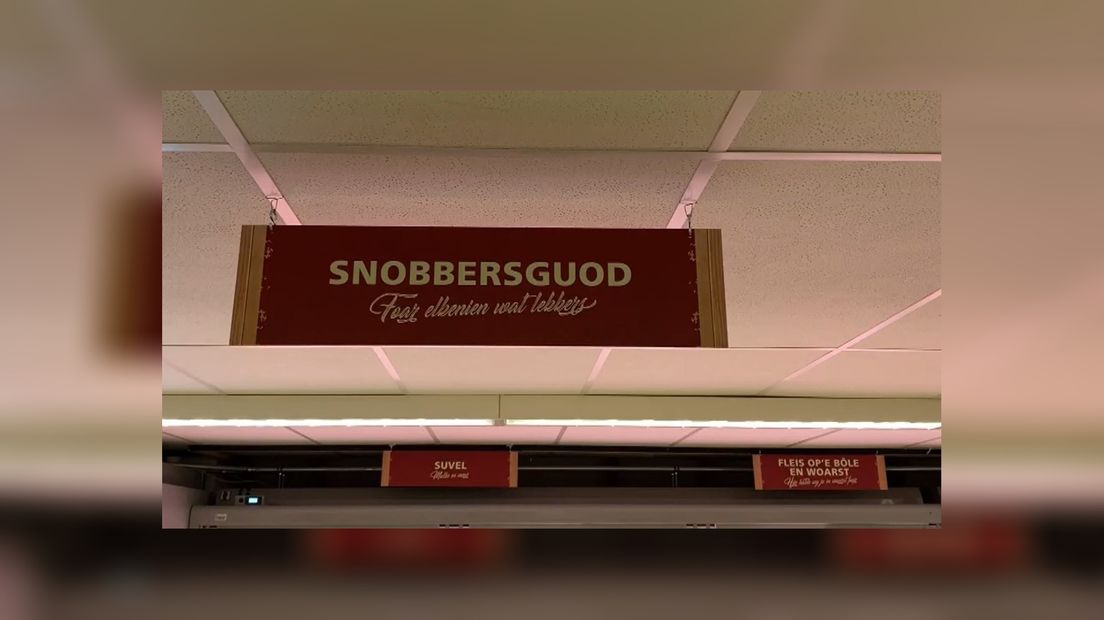 SNOBBERSGUOD
Foar elkenien wat lekkers
SUVEL
FLEIS OP'E BÔLE
EN WOARST